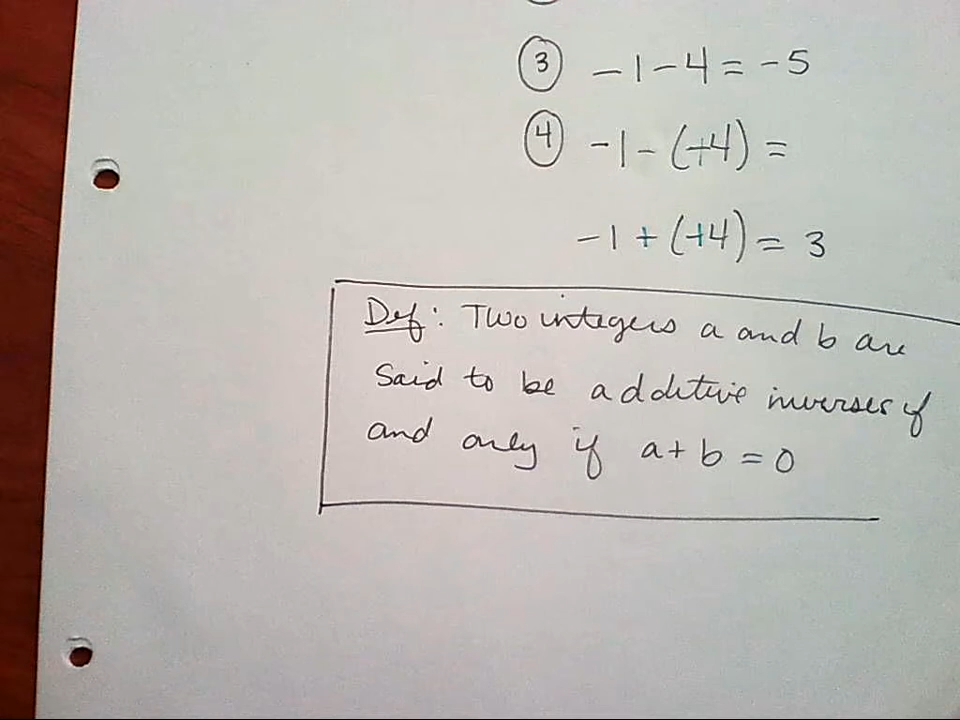 ③ -1-4=-5
④ -1-(+4)=
-1+(+4)=3
Def: Two integers a and b are
said to be additive inverses if
and only if a+b=0